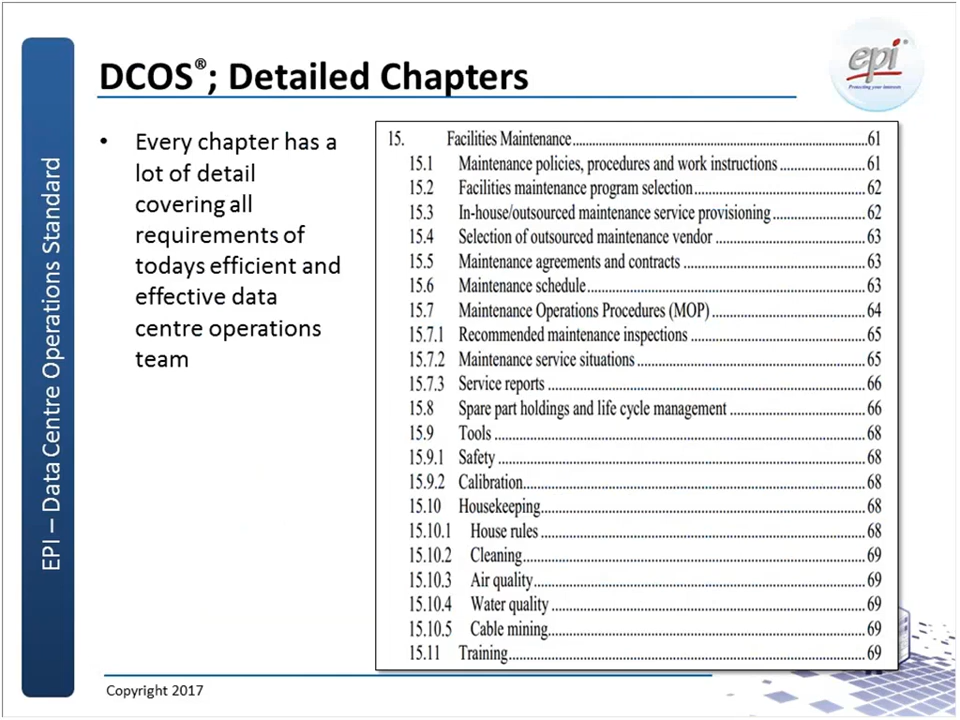 DCOS®; Detailed Chapters
epi®
Protecting your interests
EPI – Data Centre Operations Standard
• Every chapter has a
lot of detail
covering all
requirements of
todays efficient and
effective data
centre operations
team
15. Facilities Maintenance 61
15.1 Maintenance policies, procedures and work instructions 61
15.2 Facilities maintenance program selection 62
15.3 In-house/outsourced maintenance service provisioning 62
15.4 Selection of outsourced maintenance vendor 63
15.5 Maintenance agreements and contracts 63
15.6 Maintenance schedule 63
15.7 Maintenance Operations Procedures (MOP) 64
15.7.1 Recommended maintenance inspections 65
15.7.2 Maintenance service situations 65
15.7.3 Service reports 66
15.8 Spare part holdings and life cycle management 66
15.9 Tools 68
15.9.1 Safety 68
15.9.2 Calibration 68
15.10 Housekeeping 68
15.10.1 House rules 68
15.10.2 Cleaning 69
15.10.3 Air quality 69
15.10.4 Water quality 69
15.10.5 Cable mining 69
15.11 Training 69
Copyright 2017